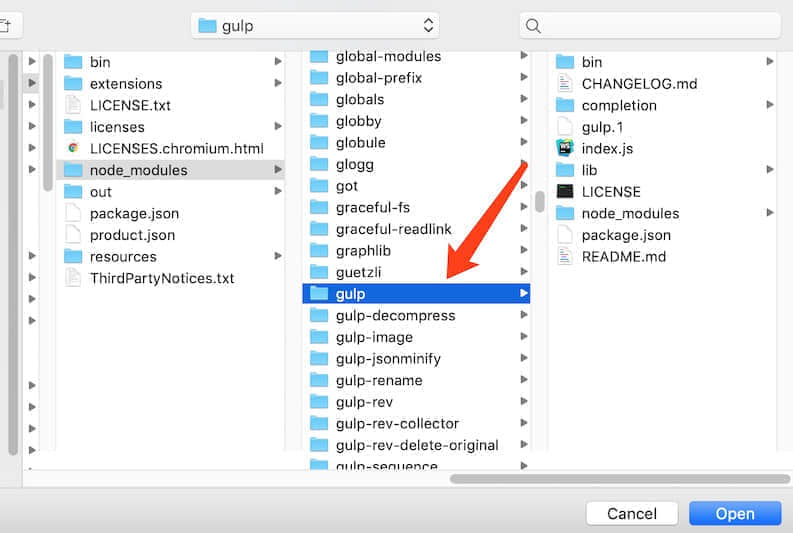 gulp
bin
extensions
LICENSE.txt
licenses
LICENSES.chromium.html
node_modules
out
package.json
product.json
resources
ThirdPartyNotices.txt
global-modules
global-prefix
globals
globby
globule
glogg
got
graceful-fs
graceful-readlink
graphlib
guetzli
gulp
gulp-decompress
gulp-image
gulp-jsonminify
gulp-rename
gulp-rev
gulp-rev-collector
gulp-rev-delete-original
gulp-sequence
bin
CHANGELOG.md
completion
gulp.1
index.js
lib
LICENSE
node_modules
package.json
README.md
Cancel
Open